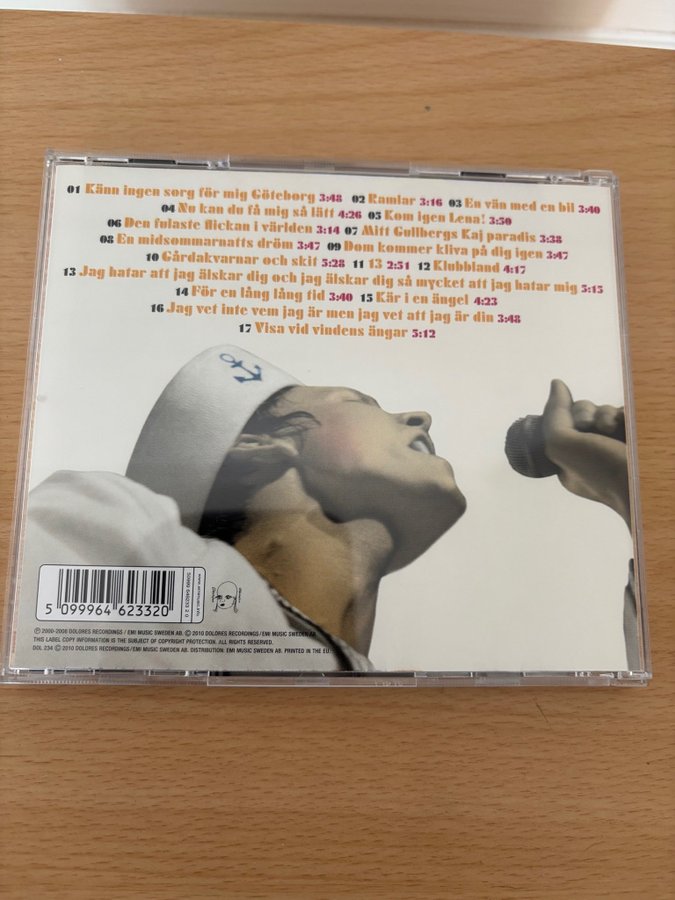 01 Känn ingen sorg för mig Göteborg 3:48 02 Ramlar 3:16 03 En vän med en bil 3:40
04 Nu kan du få mig så lätt 4:26 05 Kom igen Lena! 3:50
06 Den fulaste flickan i världen 3:14 07 Mitt Gullbergs Kaj paradis 3:38
08 En midsommarnatts dröm 3:47 09 Dom kommer kliva på dig igen 3:47
10 Gårdakvarnar och skit 5:28 11 13 2:51 12 Klubbland 4:17
13 Jag hatar att jag älskar dig och jag älskar dig så mycket att jag hatar mig 5:15
14 För en lång lång tid 3:40 15 Kär i en ängel 4:23
16 Jag vet inte vem jag är men jag vet att jag är din 3:48
17 Visa vid vindens ängar 5:12
5 099964 623320
℗ 2000-2008 DOLORES RECORDINGS / EMI MUSIC SWEDEN AB. © 2010 DOLORES RECORDINGS/EMI MUSIC SWEDEN AB
THIS LABEL COPY INFORMATION IS THE SUBJECT OF COPYRIGHT PROTECTION. ALL RIGHTS RESERVED.
DOL 234 © 2010 DOLORES RECORDINGS/EMI MUSIC SWEDEN AB. DISTRIBUTION: EMI MUSIC SWEDEN AB. PRINTED IN THE EU.